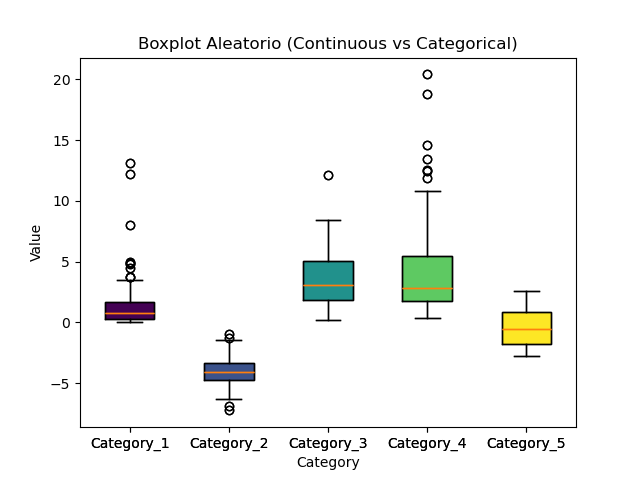 Boxplot Aleatorio (Continuous vs Categorical)
Value
20
15
10
5
0
−5
Category_1 Category_2 Category_3 Category_4 Category_5
Category